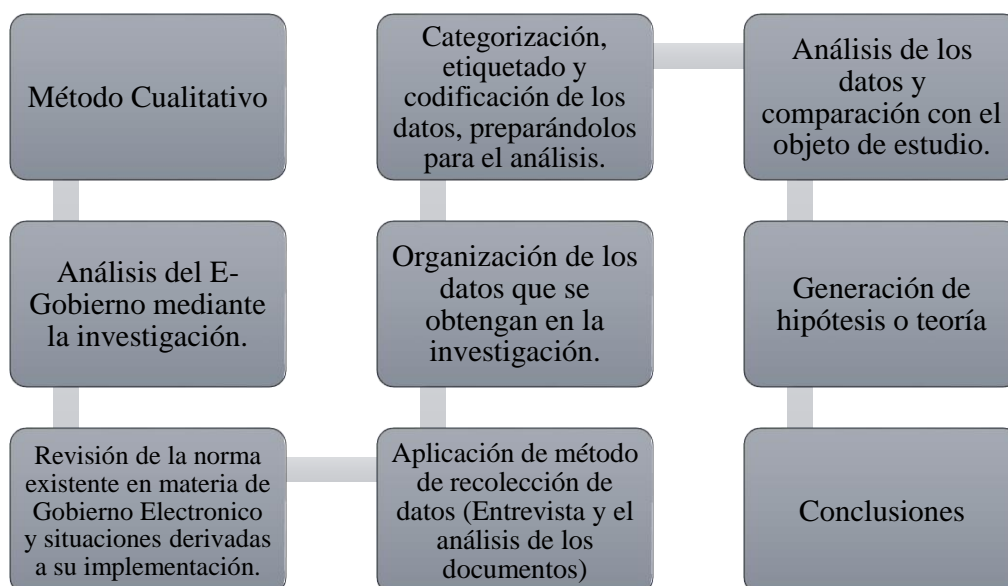 Método Cualitativo
Análisis del E-
Gobierno mediante
la investigación.
Revisión de la norma
existente en materia de
Gobierno Electronico
y situaciones derivadas
a su implementación.
Aplicación de método
de recolección de
datos (Entrevista y el
análisis de los
documentos)
Organización de los
datos que se
obtengan en la
investigación.
Categorización,
etiquetado y
codificación de los
datos, preparándolos
para el análisis.
Análisis de los
datos y
comparación con el
objeto de estudio.
Generación de
hipótesis o teoría
Conclusiones